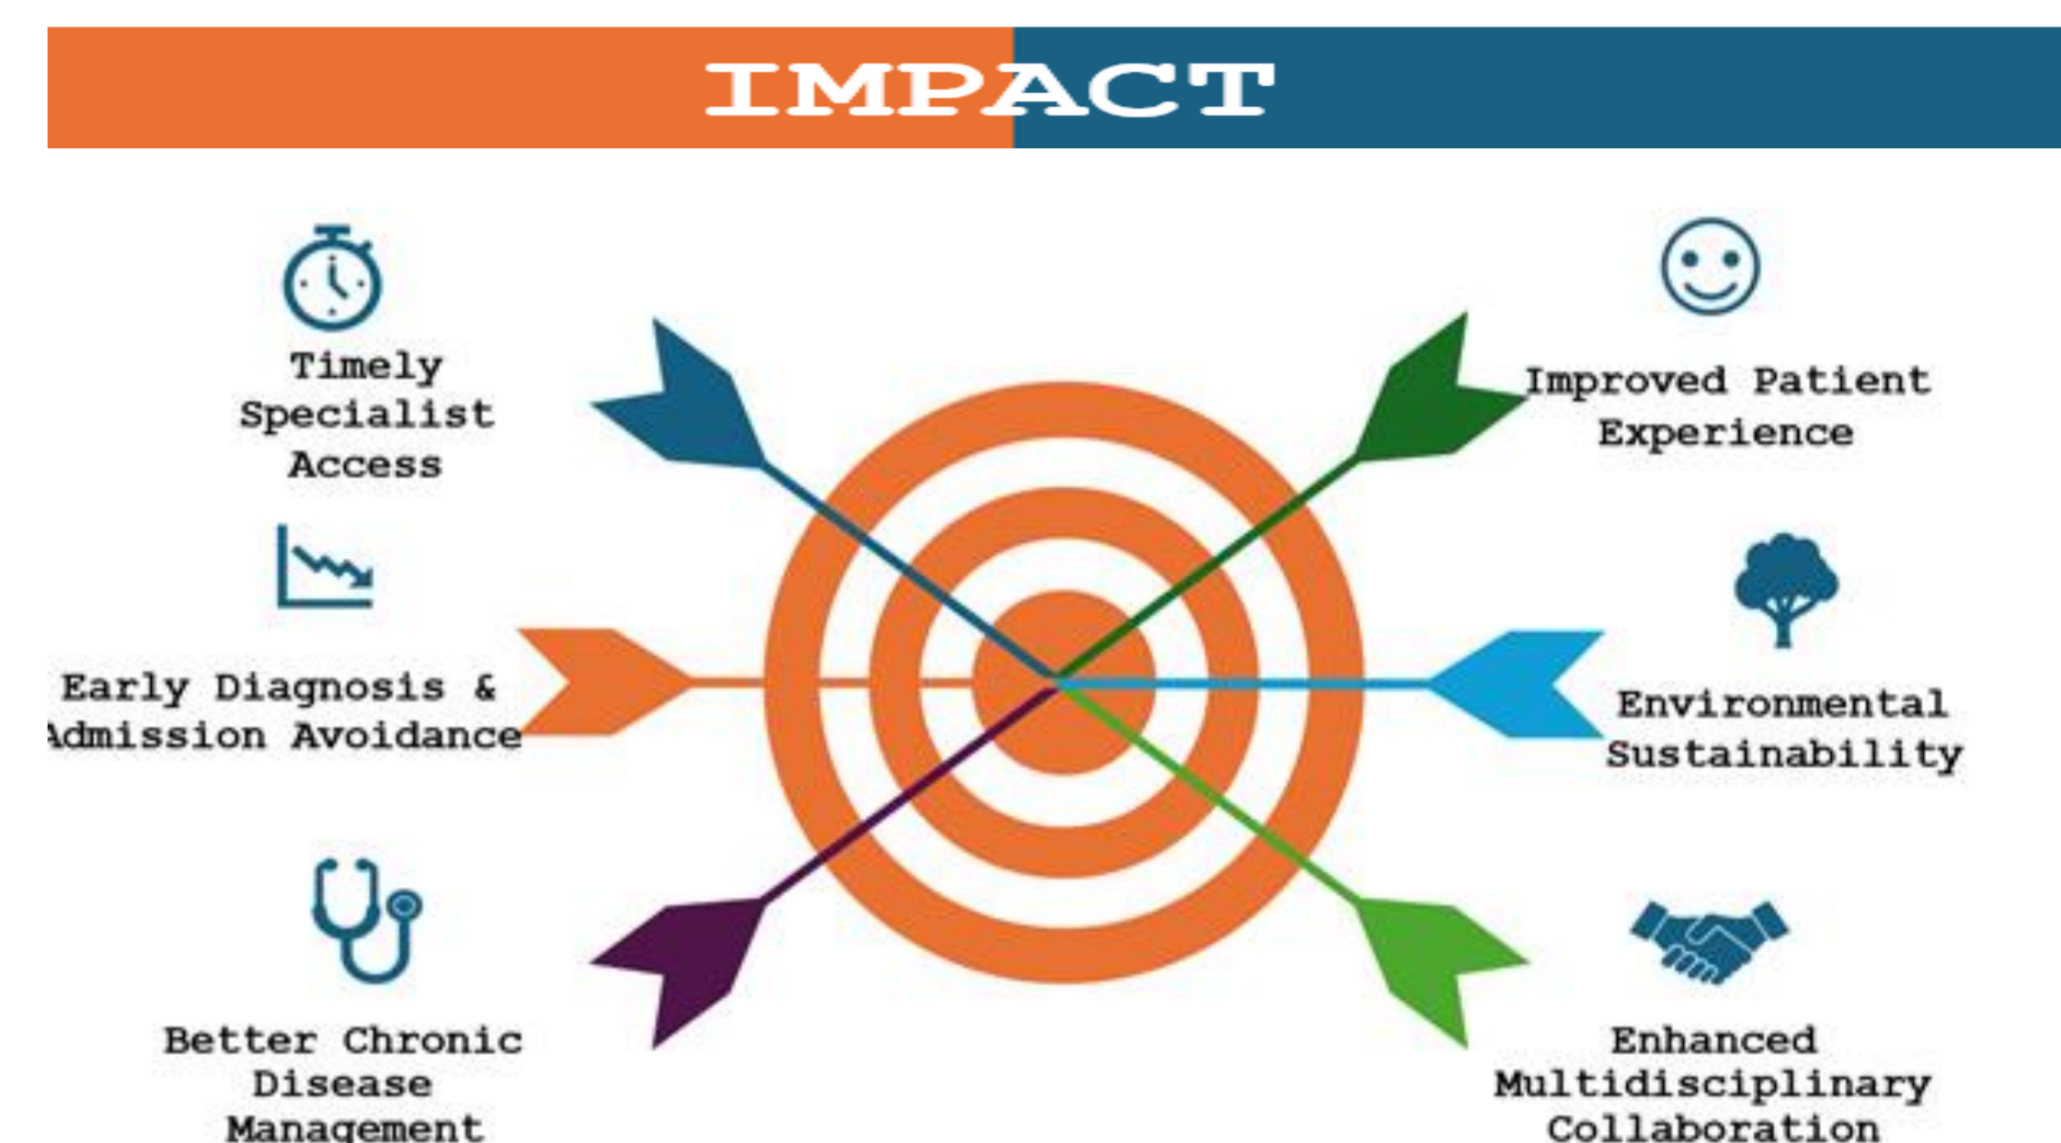 IMPACT
Timely
Specialist
Access
Early Diagnosis &
Admission Avoidance
Better Chronic
Disease
Management
Improved Patient
Experience
Environmental
Sustainability
Enhanced
Multidisciplinary
Collaboration